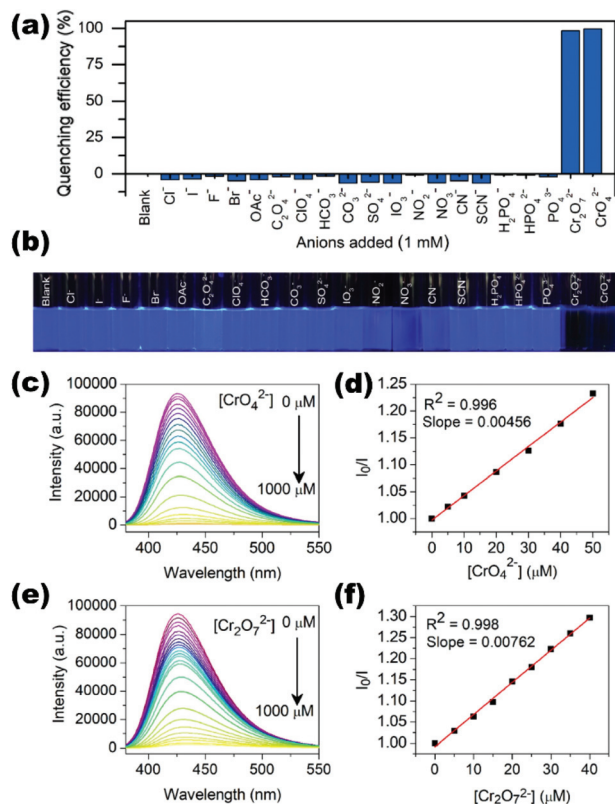 (a)
Quenching efficiency (%)
100
75
50
25
0
Blank
Cl⁻
I⁻
F⁻
Br⁻
OAc⁻
C₂O₄²⁻
ClO₄⁻
HCO₃⁻
CO₃²⁻
SO₄²⁻
IO₃⁻
NO₂⁻
NO₃⁻
CN⁻
SCN⁻
H₂PO₄⁻
HPO₄²⁻
PO₄³⁻
Cr₂O₇²⁻
CrO₄²⁻
Anions added (1 mM)
(b)
Blank
Cl⁻
I⁻
F⁻
Br⁻
OAc⁻
C₂O₄²⁻
ClO₄⁻
HCO₃⁻
CO₃²⁻
SO₄²⁻
IO₃⁻
NO₂⁻
NO₃⁻
CN⁻
SCN⁻
H₂PO₄⁻
HPO₄²⁻
PO₄³⁻
Cr₂O₇²⁻
CrO₄²⁻
(c)
Intensity (a.u.)
100000
80000
60000
40000
20000
0
[CrO₄²⁻] 0 μM
1000 μM
400 450 500 550
Wavelength (nm)
(d)
I₀/I
1.25
1.20
1.15
1.10
1.05
1.00
R² = 0.996
Slope = 0.00456
0 10 20 30 40 50
[CrO₄²⁻] (μM)
(e)
Intensity (a.u.)
100000
80000
60000
40000
20000
0
[Cr₂O₇²⁻] 0 μM
1000 μM
400 450 500 550
Wavelength (nm)
(f)
I₀/I
1.30
1.25
1.20
1.15
1.10
1.05
1.00
R² = 0.998
Slope = 0.00762
0 10 20 30 40
[Cr₂O₇²⁻] (μM)